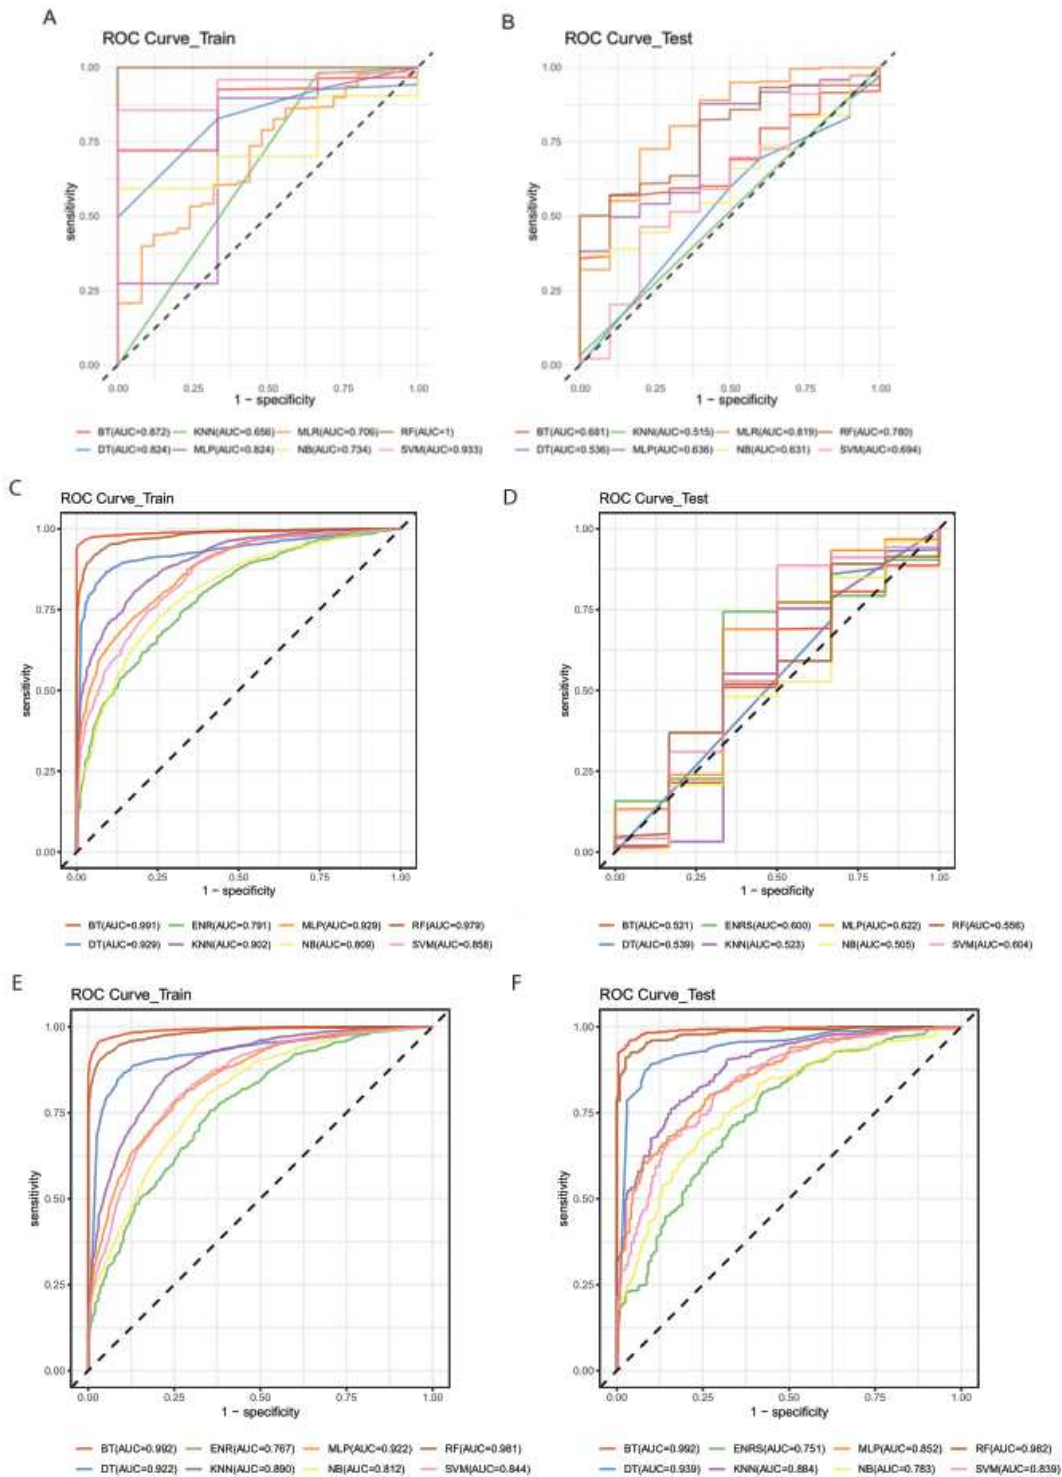 A
ROC Curve_Train
1.00
0.75
0.50
0.25
0.00
sensitivity
0.00 0.25 0.50 0.75 1.00
1 − specificity
BT(AUC=0.872) KNN(AUC=0.656) MLR(AUC=0.706) RF(AUC=1)
DT(AUC=0.824) MLP(AUC=0.824) NB(AUC=0.734) SVM(AUC=0.933)
B
ROC Curve_Test
1.00
0.75
0.50
0.25
0.00
sensitivity
0.00 0.25 0.50 0.75 1.00
1 − specificity
BT(AUC=0.681) KNN(AUC=0.515) MLR(AUC=0.819) RF(AUC=0.760)
DT(AUC=0.536) MLP(AUC=0.636) NB(AUC=0.631) SVM(AUC=0.694)
C
ROC Curve_Train
1.00
0.75
0.50
0.25
0.00
sensitivity
0.00 0.25 0.50 0.75 1.00
1 − specificity
BT(AUC=0.991) ENR(AUC=0.791) MLP(AUC=0.929) RF(AUC=0.979)
DT(AUC=0.929) KNN(AUC=0.902) NB(AUC=0.809) SVM(AUC=0.858)
D
ROC Curve_Test
1.00
0.75
0.50
0.25
0.00
sensitivity
0.00 0.25 0.50 0.75 1.00
1 − specificity
BT(AUC=0.521) ENRS(AUC=0.600) MLP(AUC=0.622) RF(AUC=0.556)
DT(AUC=0.539) KNN(AUC=0.523) NB(AUC=0.505) SVM(AUC=0.604)
E
ROC Curve_Train
1.00
0.75
0.50
0.25
0.00
sensitivity
0.00 0.25 0.50 0.75 1.00
1 − specificity
BT(AUC=0.992) ENR(AUC=0.767) MLP(AUC=0.922) RF(AUC=0.981)
DT(AUC=0.922) KNN(AUC=0.890) NB(AUC=0.812) SVM(AUC=0.844)
F
ROC Curve_Test
1.00
0.75
0.50
0.25
0.00
sensitivity
0.00 0.25 0.50 0.75 1.00
1 − specificity
BT(AUC=0.992) ENRS(AUC=0.751) MLP(AUC=0.852) RF(AUC=0.982)
DT(AUC=0.939) KNN(AUC=0.884) NB(AUC=0.783) SVM(AUC=0.839